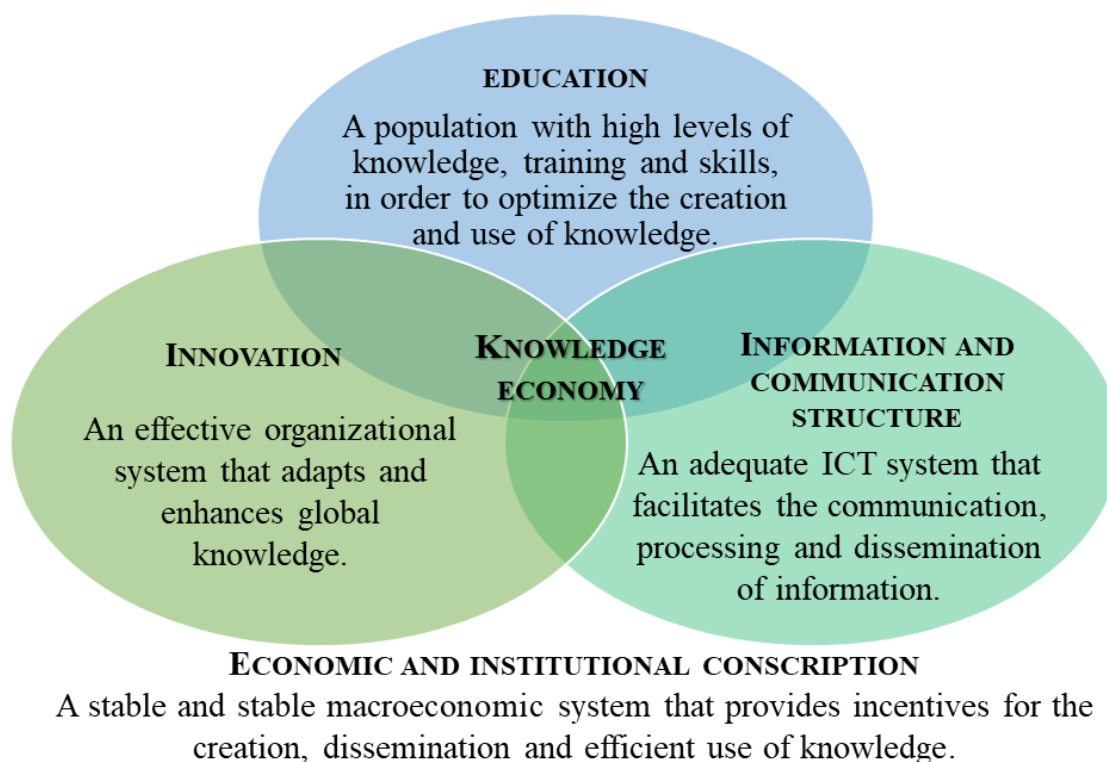 EDUCATION
A population with high levels of
knowledge, training and skills,
in order to optimize the creation
and use of knowledge.
INNOVATION
An effective organizational
system that adapts and
enhances global
knowledge.
KNOWLEDGE
ECONOMY
INFORMATION AND
COMMUNICATION
STRUCTURE
An adequate ICT system that
facilitates the communication,
processing and dissemination
of information.
ECONOMIC AND INSTITUTIONAL CONSCRIPTION
A stable and stable macroeconomic system that provides incentives for the
creation, dissemination and efficient use of knowledge.